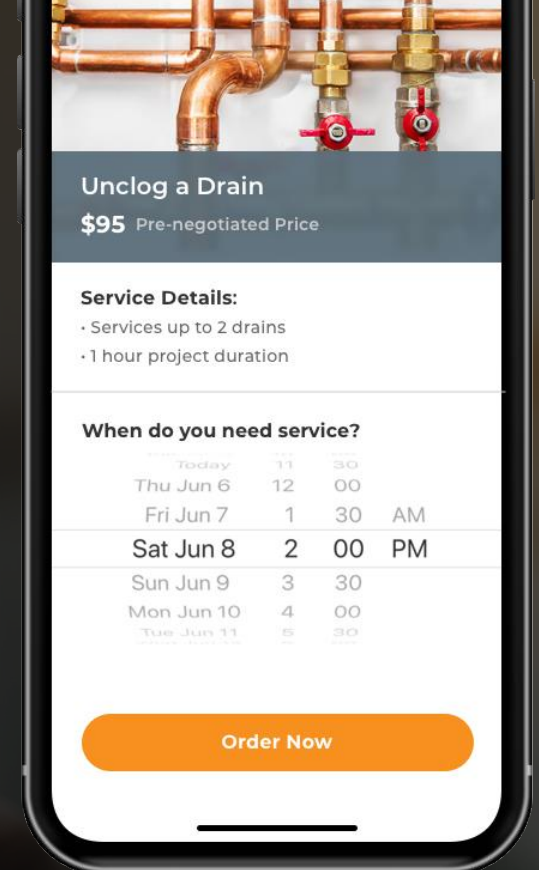 Unclog a Drain
$95 Pre-negotiated Price
Service Details:
• Services up to 2 drains
• 1 hour project duration
When do you need service?
Today 11 30
Thu Jun 6 12 00
Fri Jun 7 1 30 AM
Sat Jun 8 2 00 PM
Sun Jun 9 3 30
Mon Jun 10 4 00
Tue Jun 11 5 30
Order Now